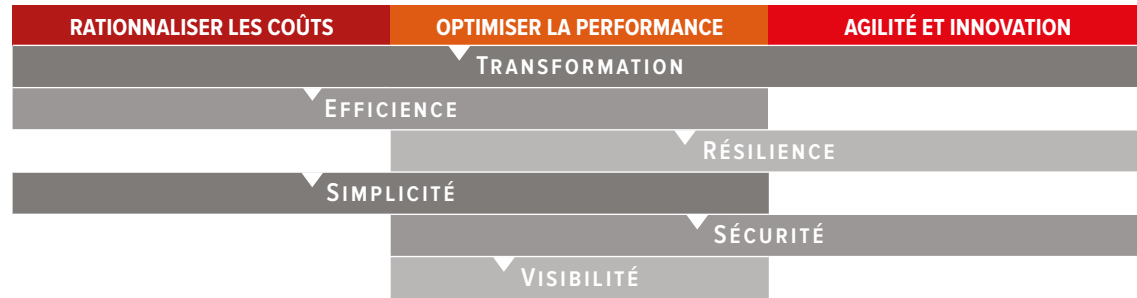 RATIONNALISER LES COÛTS OPTIMISER LA PERFORMANCE AGILITÉ ET INNOVATION
TRANSFORMATION
EFFICIENCE
RÉSILIENCE
SIMPLICITÉ
SÉCURITÉ
VISIBILITÉ